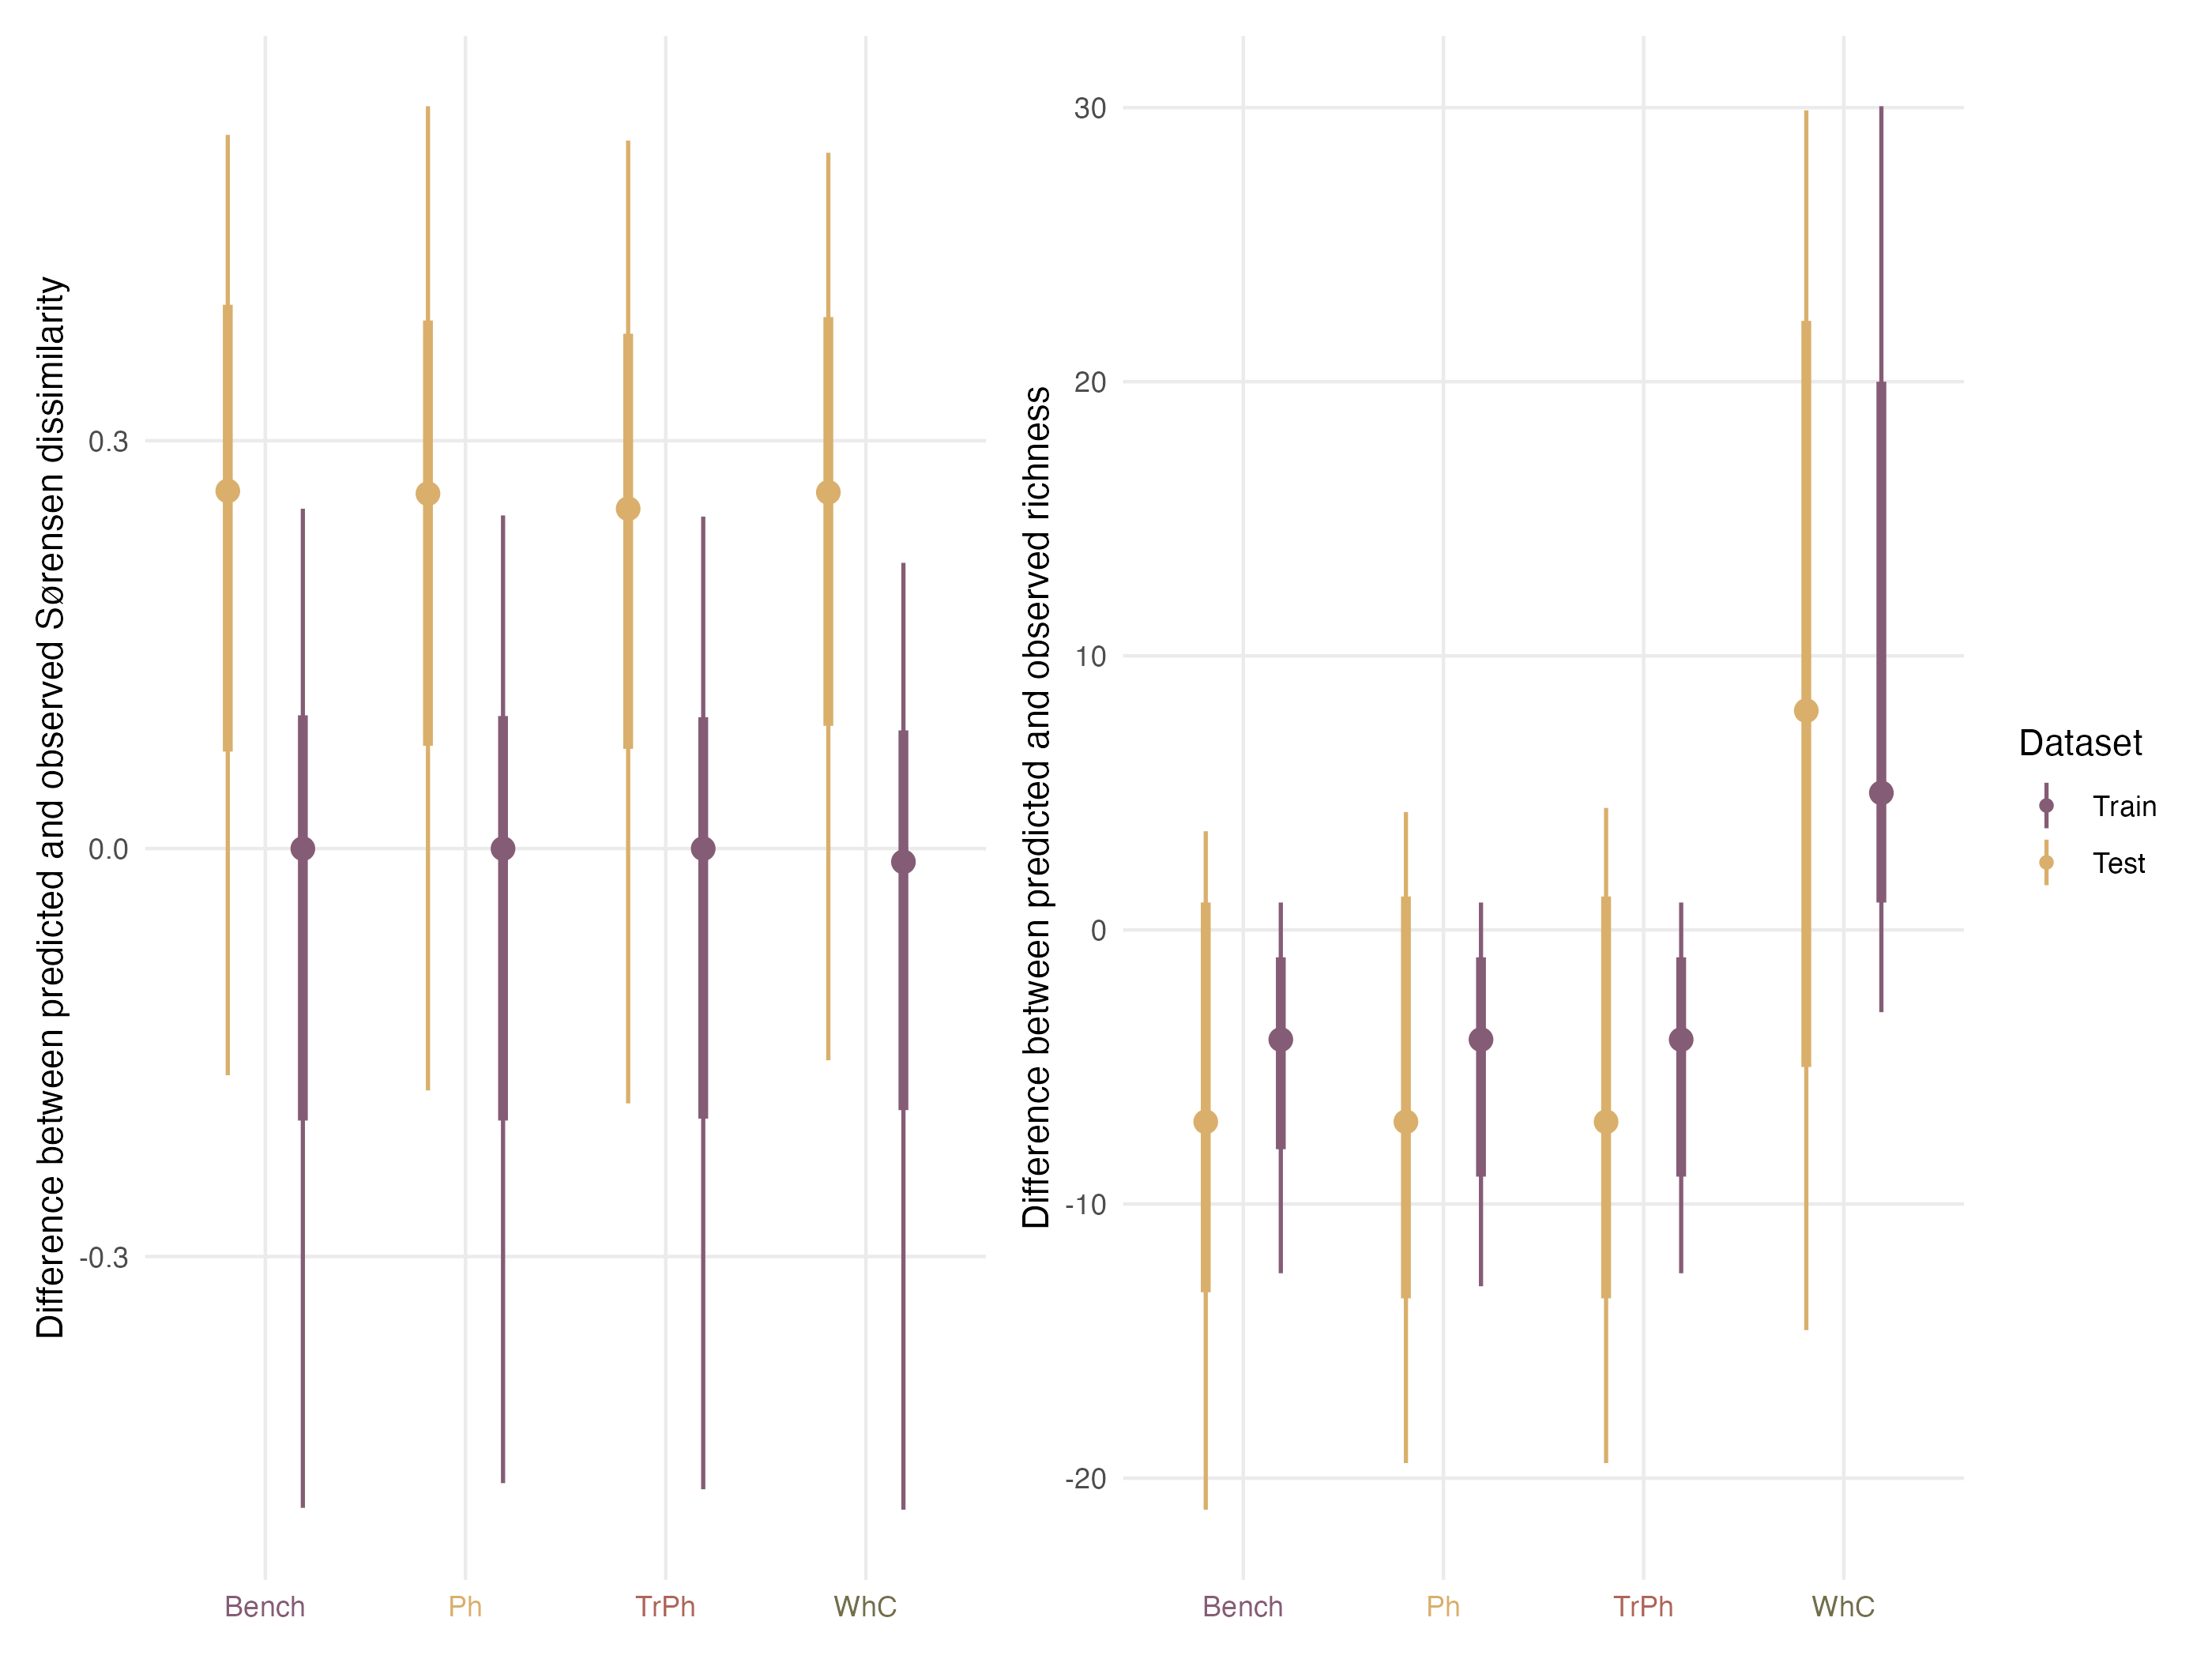 Difference between predicted and observed Sørensen dissimilarity
0.3
0.0
-0.3
Bench Ph TrPh WhC
Difference between predicted and observed richness
30
20
10
0
-10
-20
Bench Ph TrPh WhC
Dataset
Train
Test